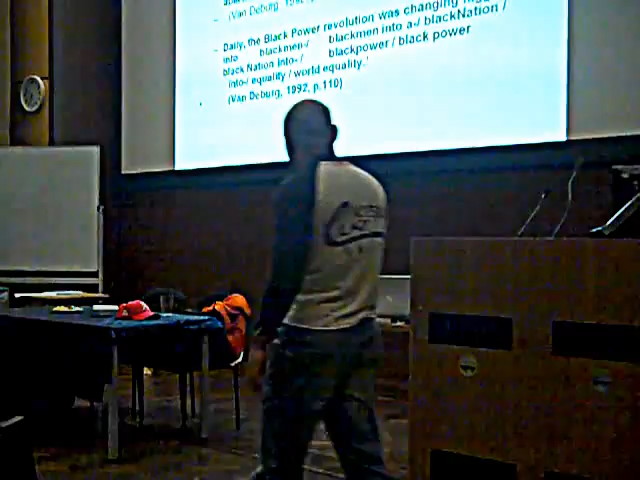 (Van Deburg, 1992
- Daily, the Black Power revolution was changing
into blackmen-/ blackmen into a-/ blackNation /
black Nation into-/ blackpower / black power
into-/ equality / world equality.'
(Van Deburg, 1992, p.110)